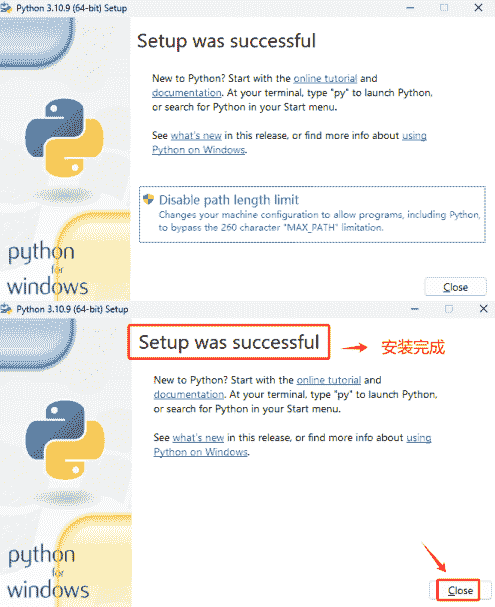 Python 3.10.9 (64-bit) Setup
Setup was successful
New to Python? Start with the online tutorial and
documentation. At your terminal, type "py" to launch Python,
or search for Python in your Start menu.
See what's new in this release, or find more info about using
Python on Windows.
Disable path length limit
Changes your machine configuration to allow programs, including Python,
to bypass the 260 character "MAX_PATH" limitation.
python
for
windows
Close
Python 3.10.9 (64-bit) Setup
Setup was successful
安装完成
New to Python? Start with the online tutorial and
documentation. At your terminal, type "py" to launch Python,
or search for Python in your Start menu.
See what's new in this release, or find more info about using
Python on Windows.
python
for
windows
Close